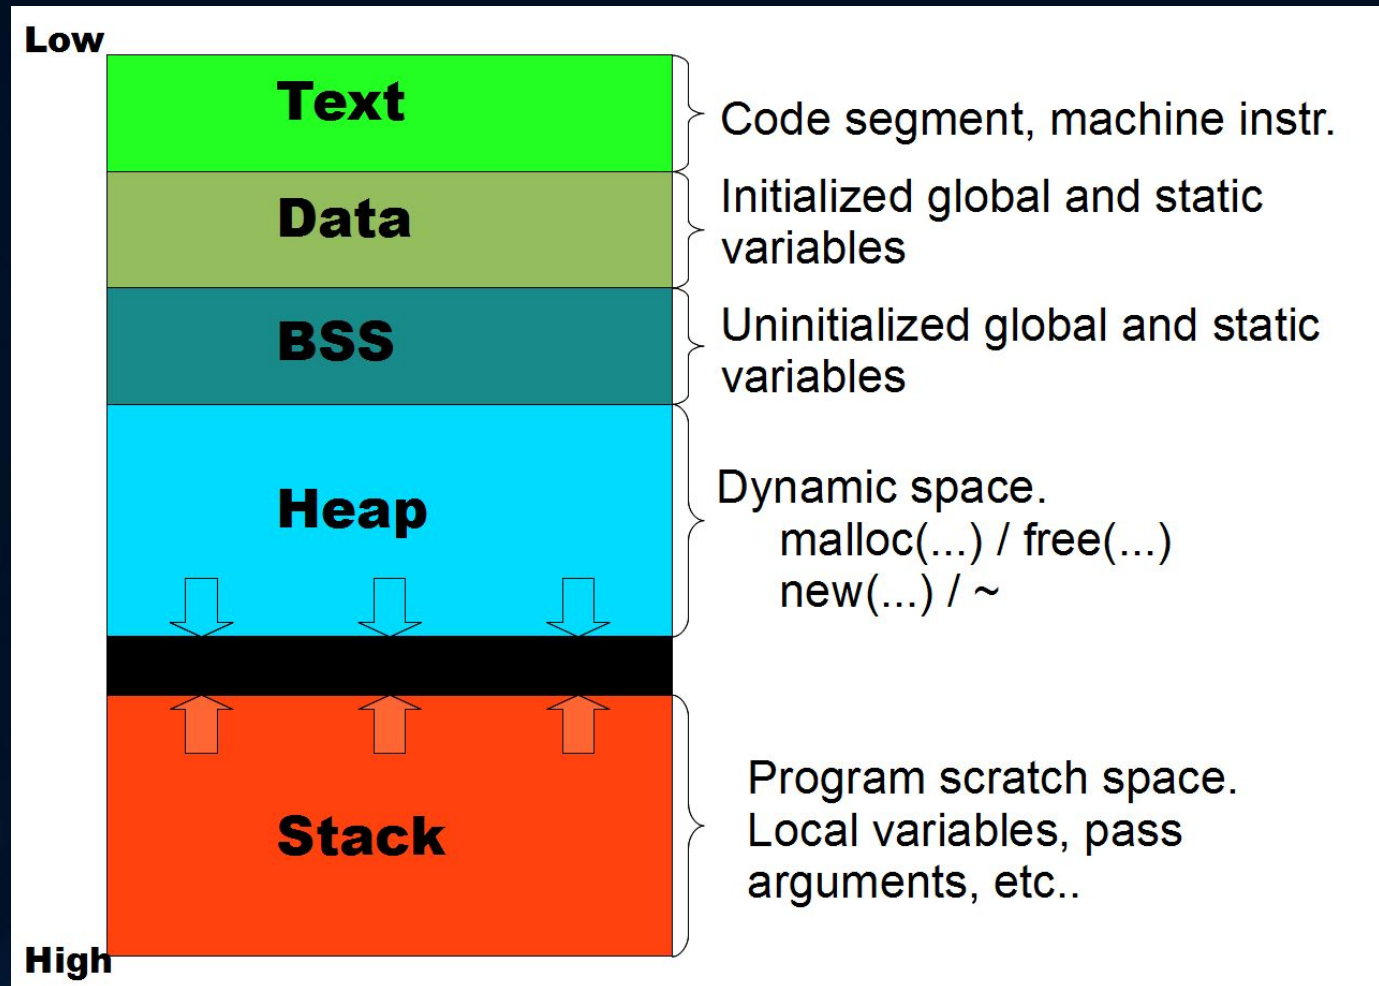 Low
Text
Code segment, machine instr.
Data
Initialized global and static
variables
BSS
Uninitialized global and static
variables
Heap
Dynamic space.
malloc(...) / free(...)
new(...) / ~
Stack
Program scratch space.
Local variables, pass
arguments, etc..
High